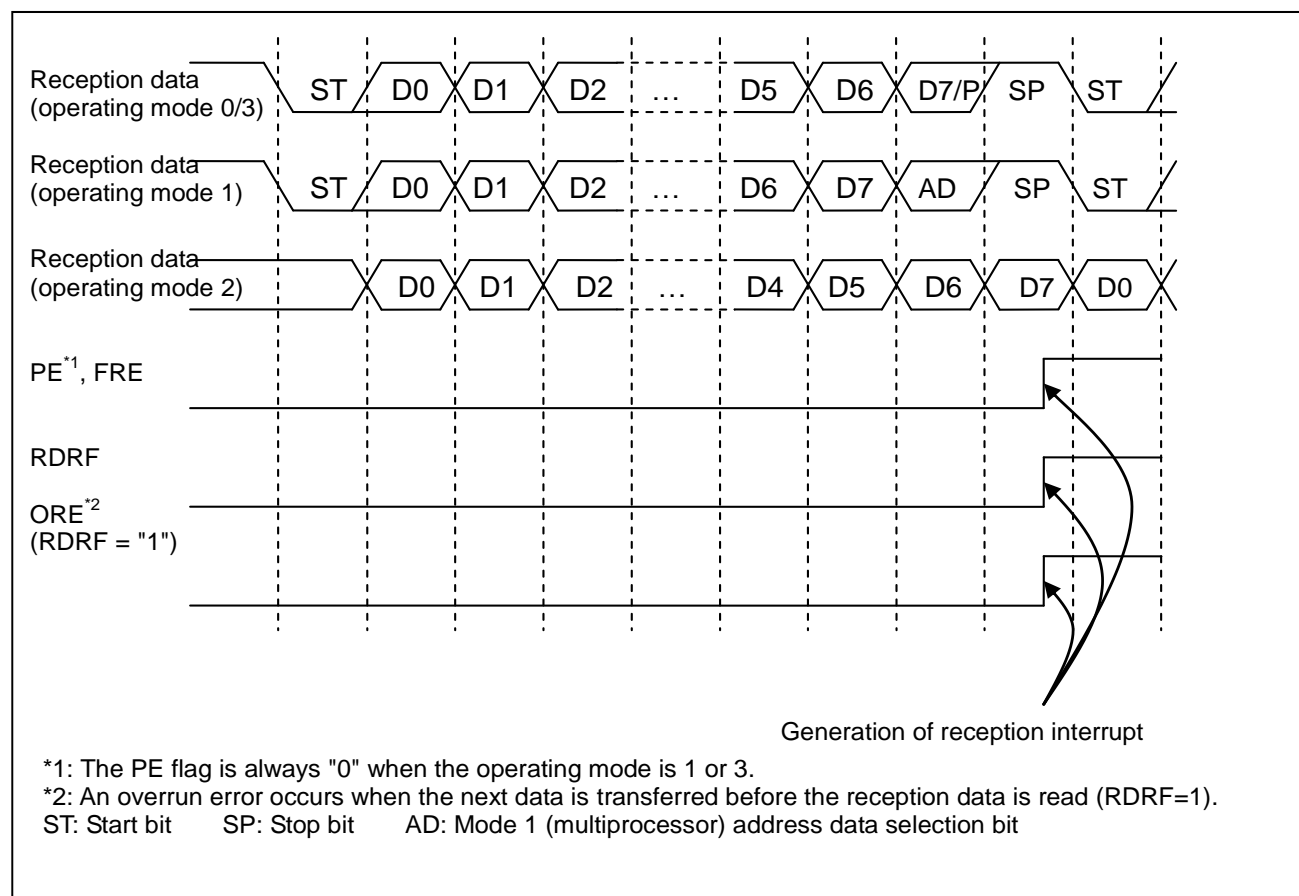 Reception data
(operating mode 0/3)
ST D0 D1 D2 ... D5 D6 D7/P SP ST
Reception data
(operating mode 1)
ST D0 D1 D2 ... D6 D7 AD SP ST
Reception data
(operating mode 2)
D0 D1 D2 ... D4 D5 D6 D7 D0
PE*1, FRE
RDRF
ORE*2
(RDRF = "1")
Generation of reception interrupt
*1: The PE flag is always "0" when the operating mode is 1 or 3.
*2: An overrun error occurs when the next data is transferred before the reception data is read (RDRF=1).
ST: Start bit SP: Stop bit AD: Mode 1 (multiprocessor) address data selection bit